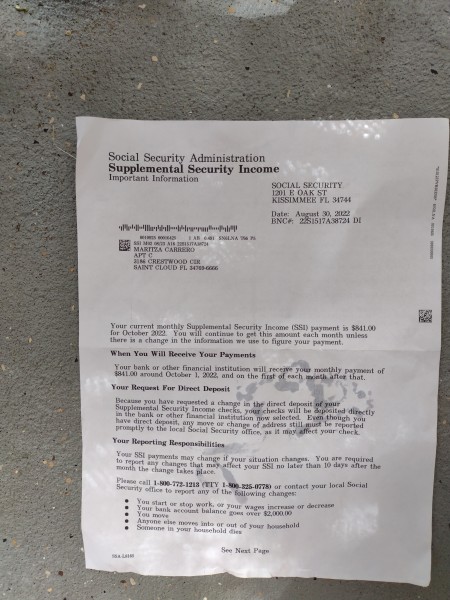 Social Security Administration
Supplemental Security Income
Important Information
SOCIAL SECURITY
1201 E OAK ST
KISSIMMEE FL 34744
Date: August 30, 2022
BNC#: 22S1517A38724 DI
MARITZA CARRERO
APT C
CRESTWOOD CIR
SAINT CLOUD FL
Your current monthly Supplemental Security Income (SSI) payment is $841.00
for October 2022. You will continue to get this amount each month unless
there is a change in the information we use to figure your payment.
When You Will Receive Your Payments
Your bank or other financial institution will receive your monthly payment of
$841.00 around October 1, 2022, and on the first of each month after that.
Your Request For Direct Deposit
Because you have requested a change in the direct deposit of your
Supplemental Security Income checks, your checks will be deposited directly
in the bank or other financial institution you now selected. Even though you
have direct deposit, any move or change of address still must be reported
promptly to the local Social Security office, as it may affect your check.
Your Reporting Responsibilities
Your SSI payments may change if your situation changes. You are required
to report any changes that may affect your SSI no later than 10 days after
the month the change takes place.
Please call 1-800-772-1213 (TTY 1-800-325-0778) or contact your local Social
Security office to report any of the following changes:
• You start or stop work, or your wages increase or decrease
• Your bank account balance goes over $2,000.00
• You move
• Anyone else moves into or out of your household
• Someone in your household dies
See Next Page